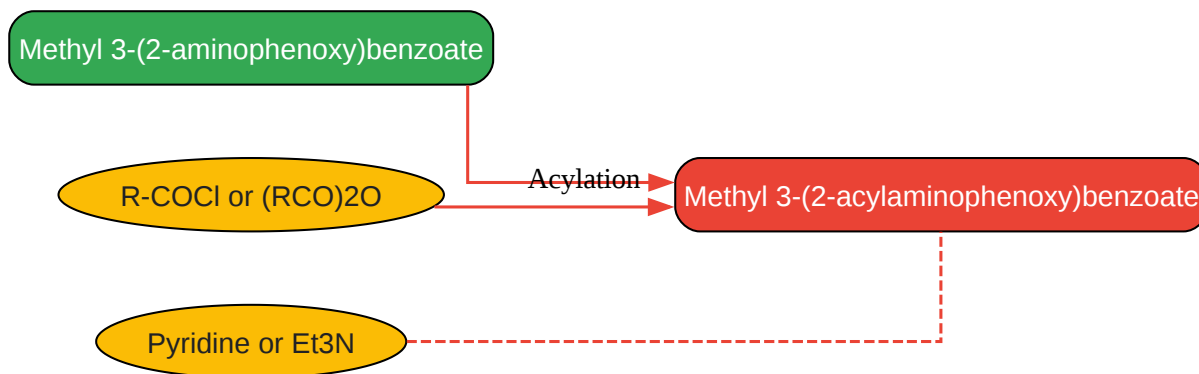 Methyl 3-(2-aminophenoxy)benzoate
R-COCl or (RCO)2O
Acylation
Methyl 3-(2-acylaminophenoxy)benzoate
Pyridine or Et3N